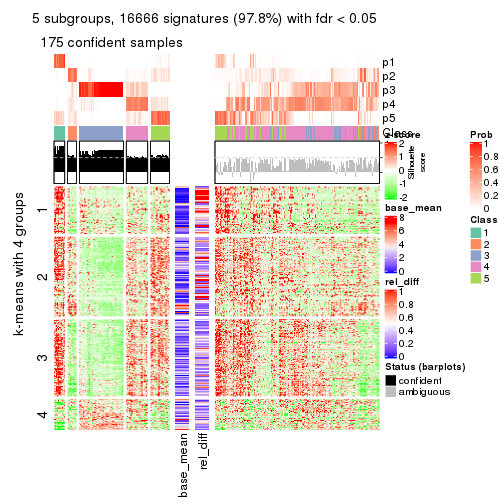 5 subgroups, 16666 signatures (97.8%) with fdr < 0.05
175 confident samples
p1
p2
p3
p4
p5
Class
z-score
2
1
0
-1
-2
Silhouette
score
base_mean
8
6
4
2
0
rel_diff
1
0.8
0.6
0.4
0.2
0
Status (barplots)
confident
ambiguous
Prob
1
0.8
0.6
0.4
0.2
0
Class
1
2
3
4
5
k-means with 4 groups
1
2
3
4
base_mean
rel_diff